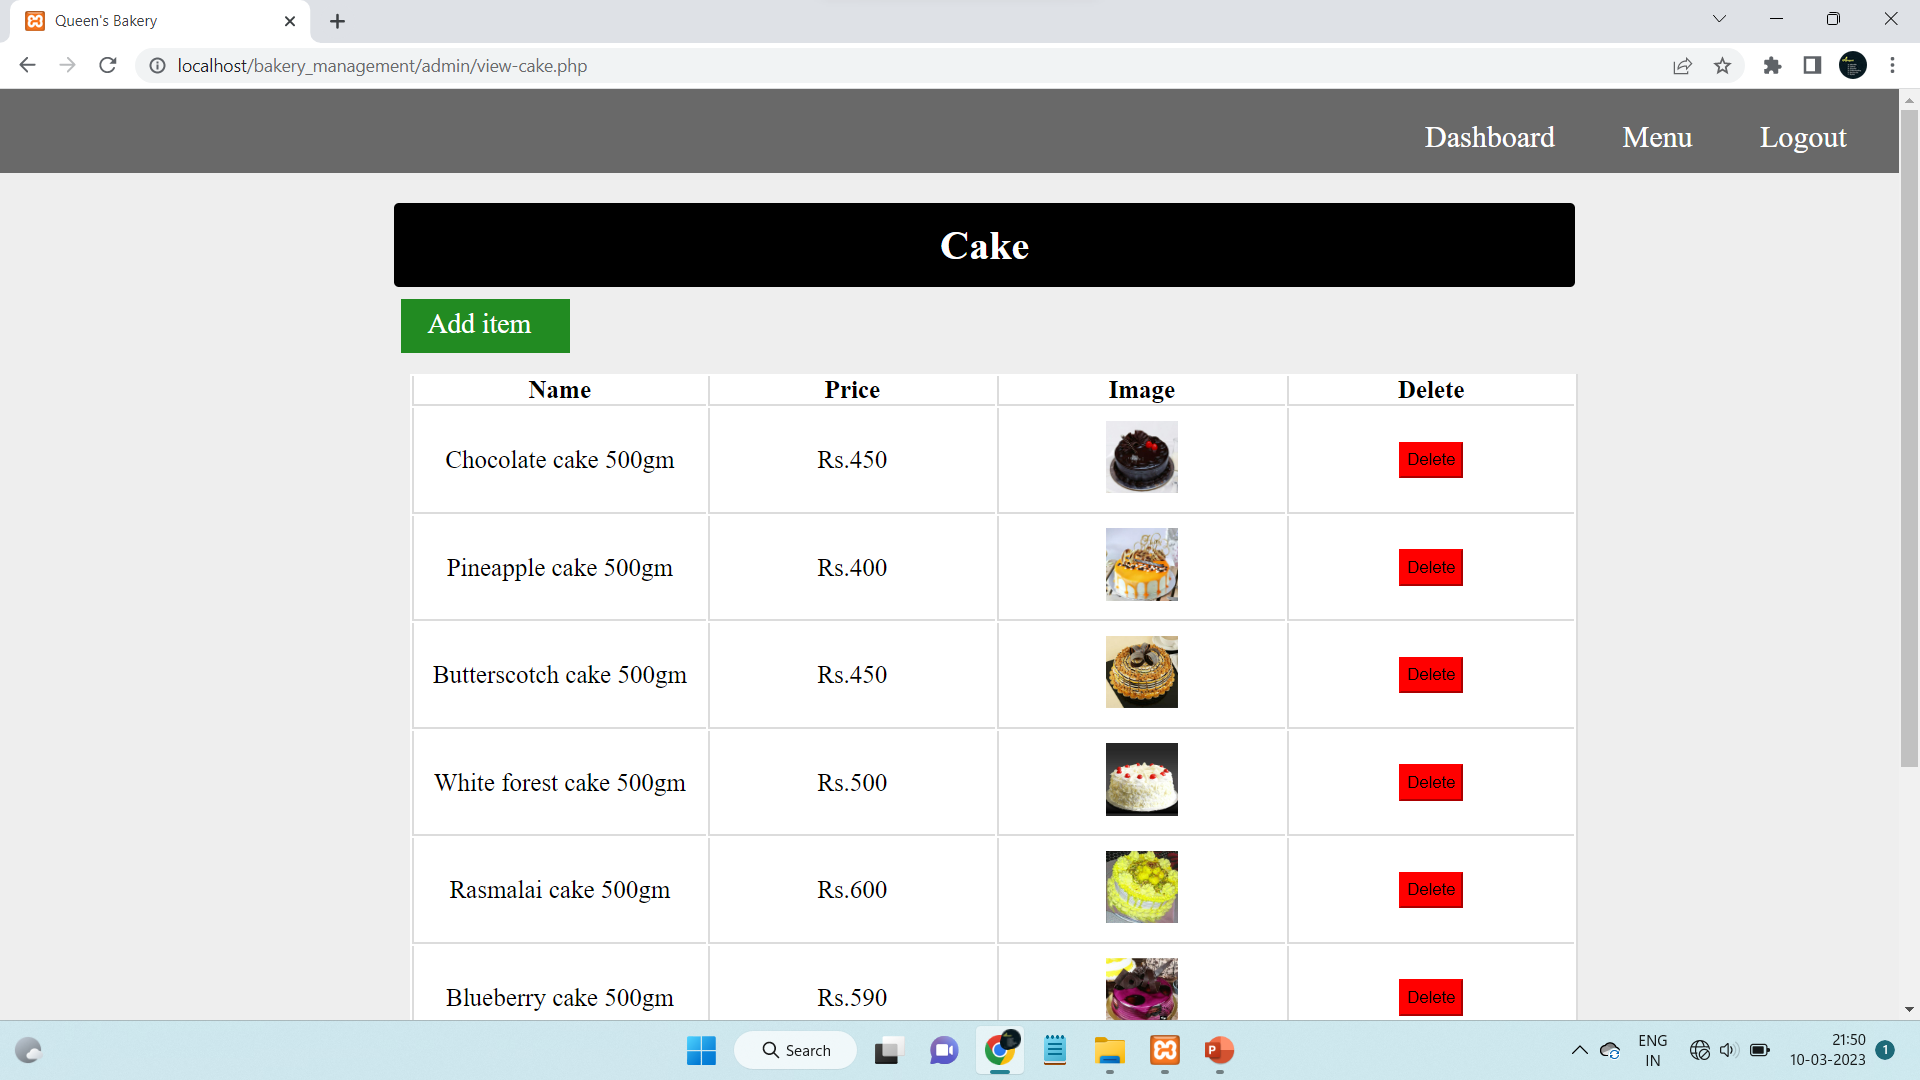 Queen's Bakery
localhost/bakery_management/admin/view-cake.php
Dashboard Menu Logout
Cake
Add item
Name Price Image Delete
Chocolate cake 500gm Rs.450 Delete
Pineapple cake 500gm Rs.400 Delete
Butterscotch cake 500gm Rs.450 Delete
White forest cake 500gm Rs.500 Delete
Rasmalai cake 500gm Rs.600 Delete
Blueberry cake 500gm Rs.590 Delete
Search
ENG
IN
21:50
10-03-2023
1